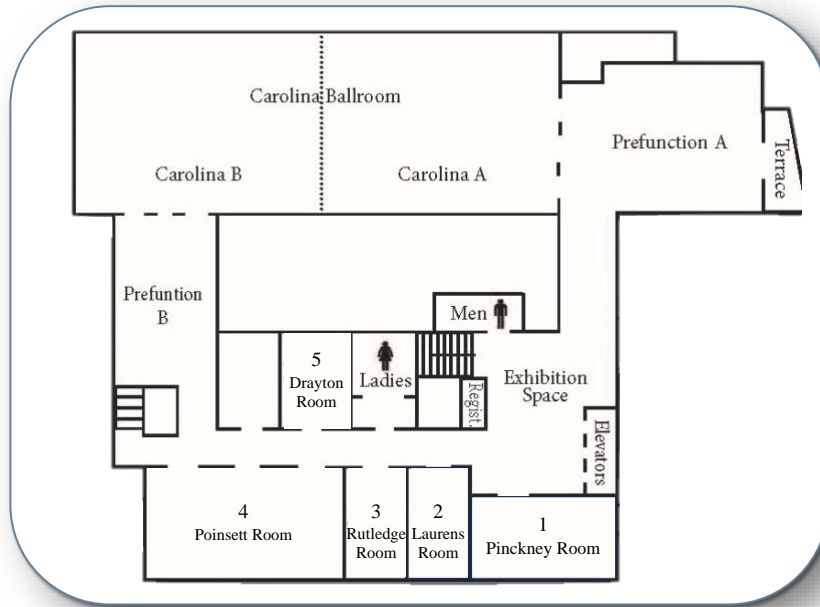 Carolina Ballroom
Prefunction A
Terrace
Carolina B
Carolina A
Prefuntion
B
Men
5
Drayton
Room
Ladies
Regist.
Exhibition
Space
Elevators
4
Poinsett Room
3
Rutledge
Room
2
Laurens
Room
1
Pinckney Room